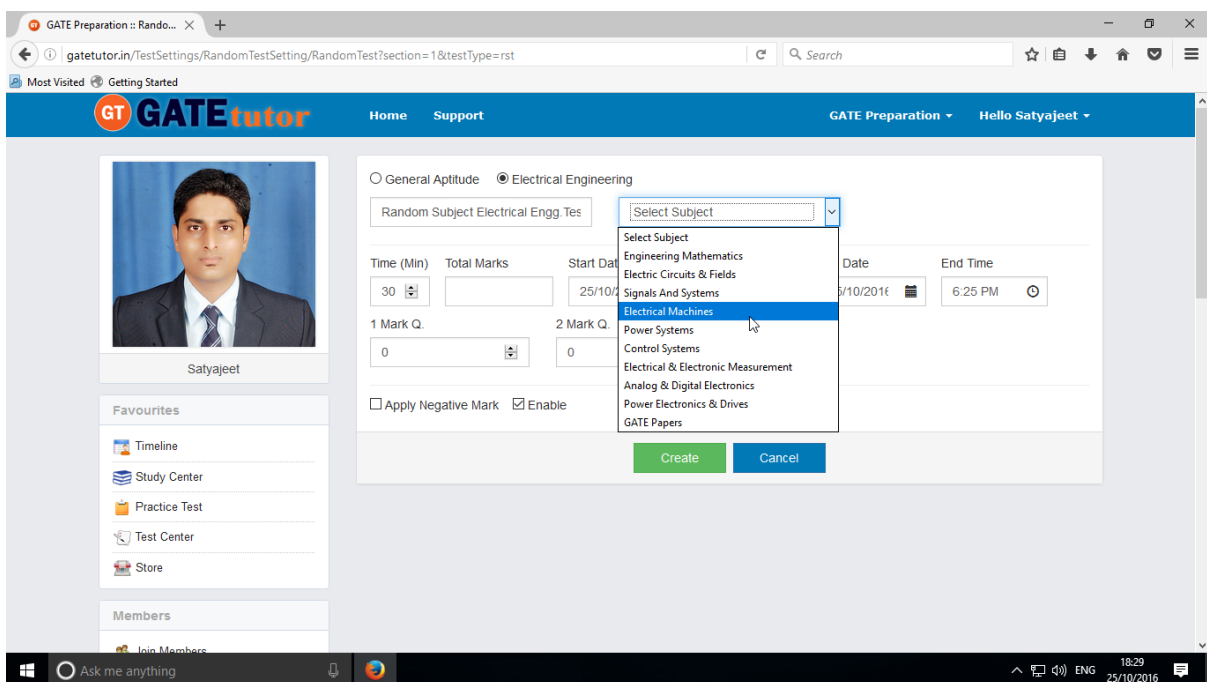 GATE Preparation :: Rando...
gatetutor.in/TestSettings/RandomTestSetting/RandomTest?section=1&testType=rst
Search
Most Visited Getting Started
GT GATEtutor Home Support GATE Preparation Hello Satyajeet
General Aptitude Electrical Engineering
Random Subject Electrical Engg.Tes Select Subject
Select Subject
Engineering Mathematics
Electric Circuits & Fields
Signals And Systems
Electrical Machines
Power Systems
Control Systems
Electrical & Electronic Measurement
Analog & Digital Electronics
Power Electronics & Drives
GATE Papers
Time (Min) Total Marks Start Dat Date End Time
30 25/10/2 5/10/2016 6:25 PM
1 Mark Q. 2 Mark Q.
0 0
Apply Negative Mark Enable
Create Cancel
Satyajeet
Favourites
Timeline
Study Center
Practice Test
Test Center
Store
Members
Join Members
Ask me anything
ENG 18:29
25/10/2016